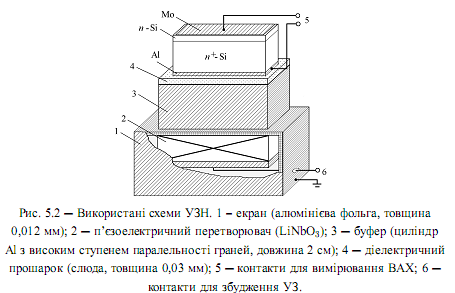 Mo
n-Si
5
n+-Si
Al
4
3
2
1
6
Рис. 5.2 — Використані схеми УЗН. 1 – екран (алюмінієва фольга, товщина
0,012 мм); 2 — п'єзоелектричний перетворювач (LiNbO₃); 3 — буфер (циліндр
Al з високим ступенем паралельності граней, довжина 2 см); 4 — діелектричний
прошарок (слюда, товщина 0,03 мм); 5 — контакти для вимірювання ВАХ; 6 —
контакти для збудження УЗ.